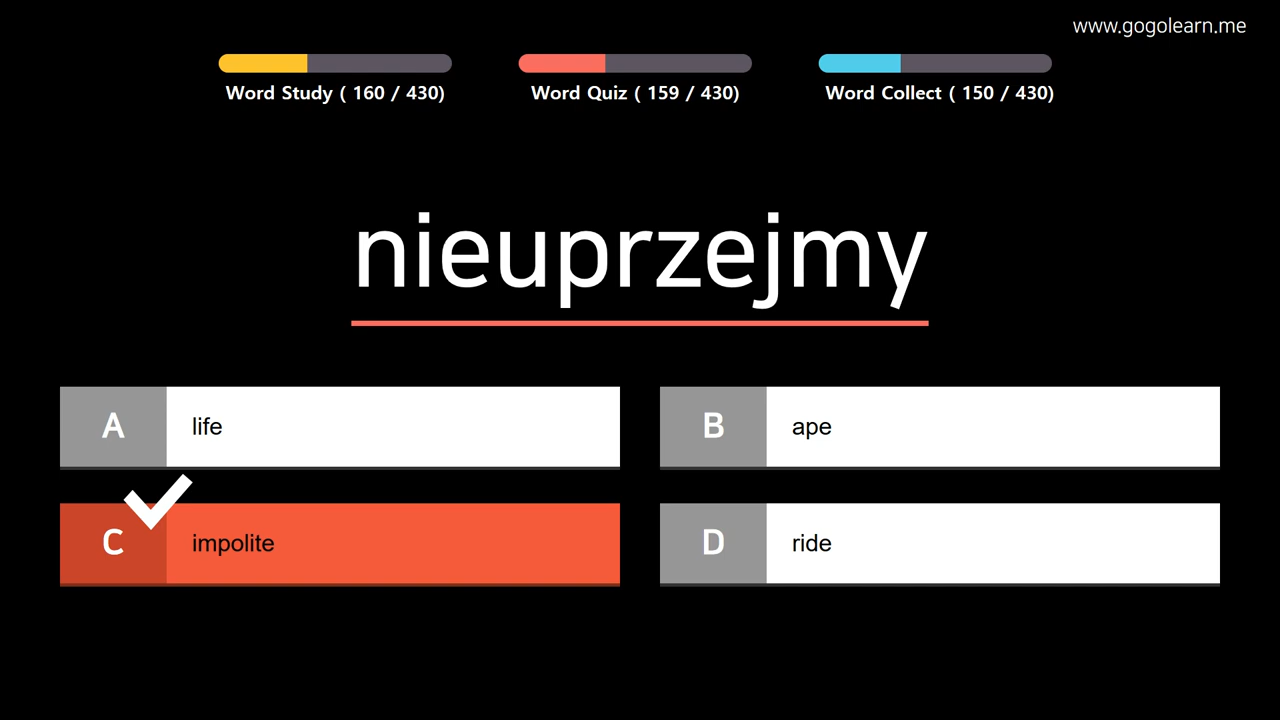 www.gogolearn.me
Word Study ( 160 / 430)
Word Quiz ( 159 / 430)
Word Collect ( 150 / 430)
nieuprzejmy
A life
B ape
C impolite
D ride